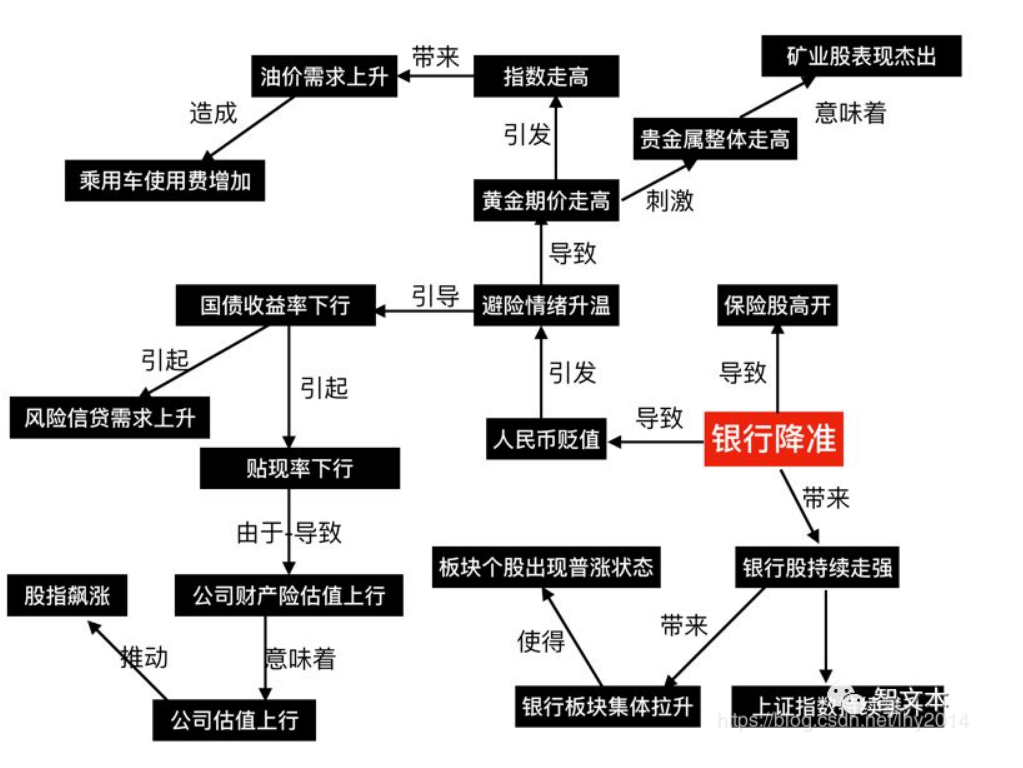 矿业股表现杰出
带来
油价需求上升
指数走高
造成
意味着
引发
贵金属整体走高
乘用车使用费增加
黄金期价走高
刺激
导致
国债收益率下行
引导
避险情绪升温
保险股高开
引起
引起
引发
导致
风险信贷需求上升
人民币贬值
导致
银行降准
贴现率下行
带来
由于-导致
板块个股出现普涨状态
银行股持续走强
股指飙涨
公司财产险估值上行
带来
使得
推动
意味着
银行板块集体拉升
上证指数
智文本
公司估值上行
https://blog.csdn.net/lhy2014